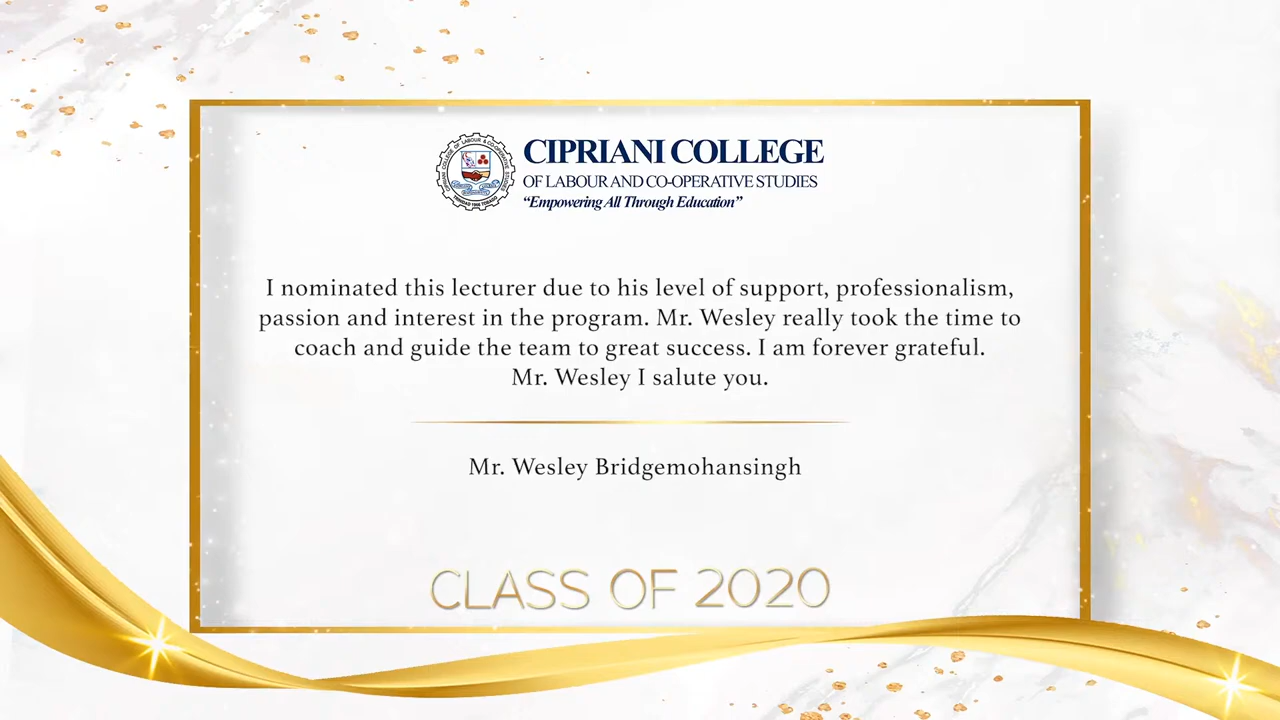 CIPRIANI COLLEGE
OF LABOUR AND CO-OPERATIVE STUDIES
“Empowering All Through Education”
I nominated this lecturer due to his level of support, professionalism,
passion and interest in the program. Mr. Wesley really took the time to
coach and guide the team to great success. I am forever grateful.
Mr. Wesley I salute you.
Mr. Wesley Bridgemohansingh
CLASS OF 2020